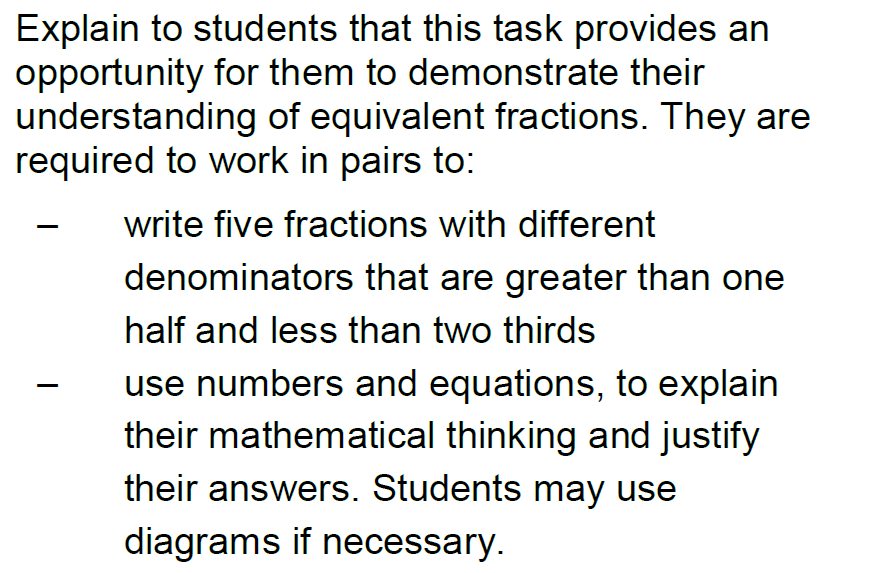 Explain to students that this task provides an
opportunity for them to demonstrate their
understanding of equivalent fractions. They are
required to work in pairs to:
– write five fractions with different
denominators that are greater than one
half and less than two thirds
– use numbers and equations, to explain
their mathematical thinking and justify
their answers. Students may use
diagrams if necessary.